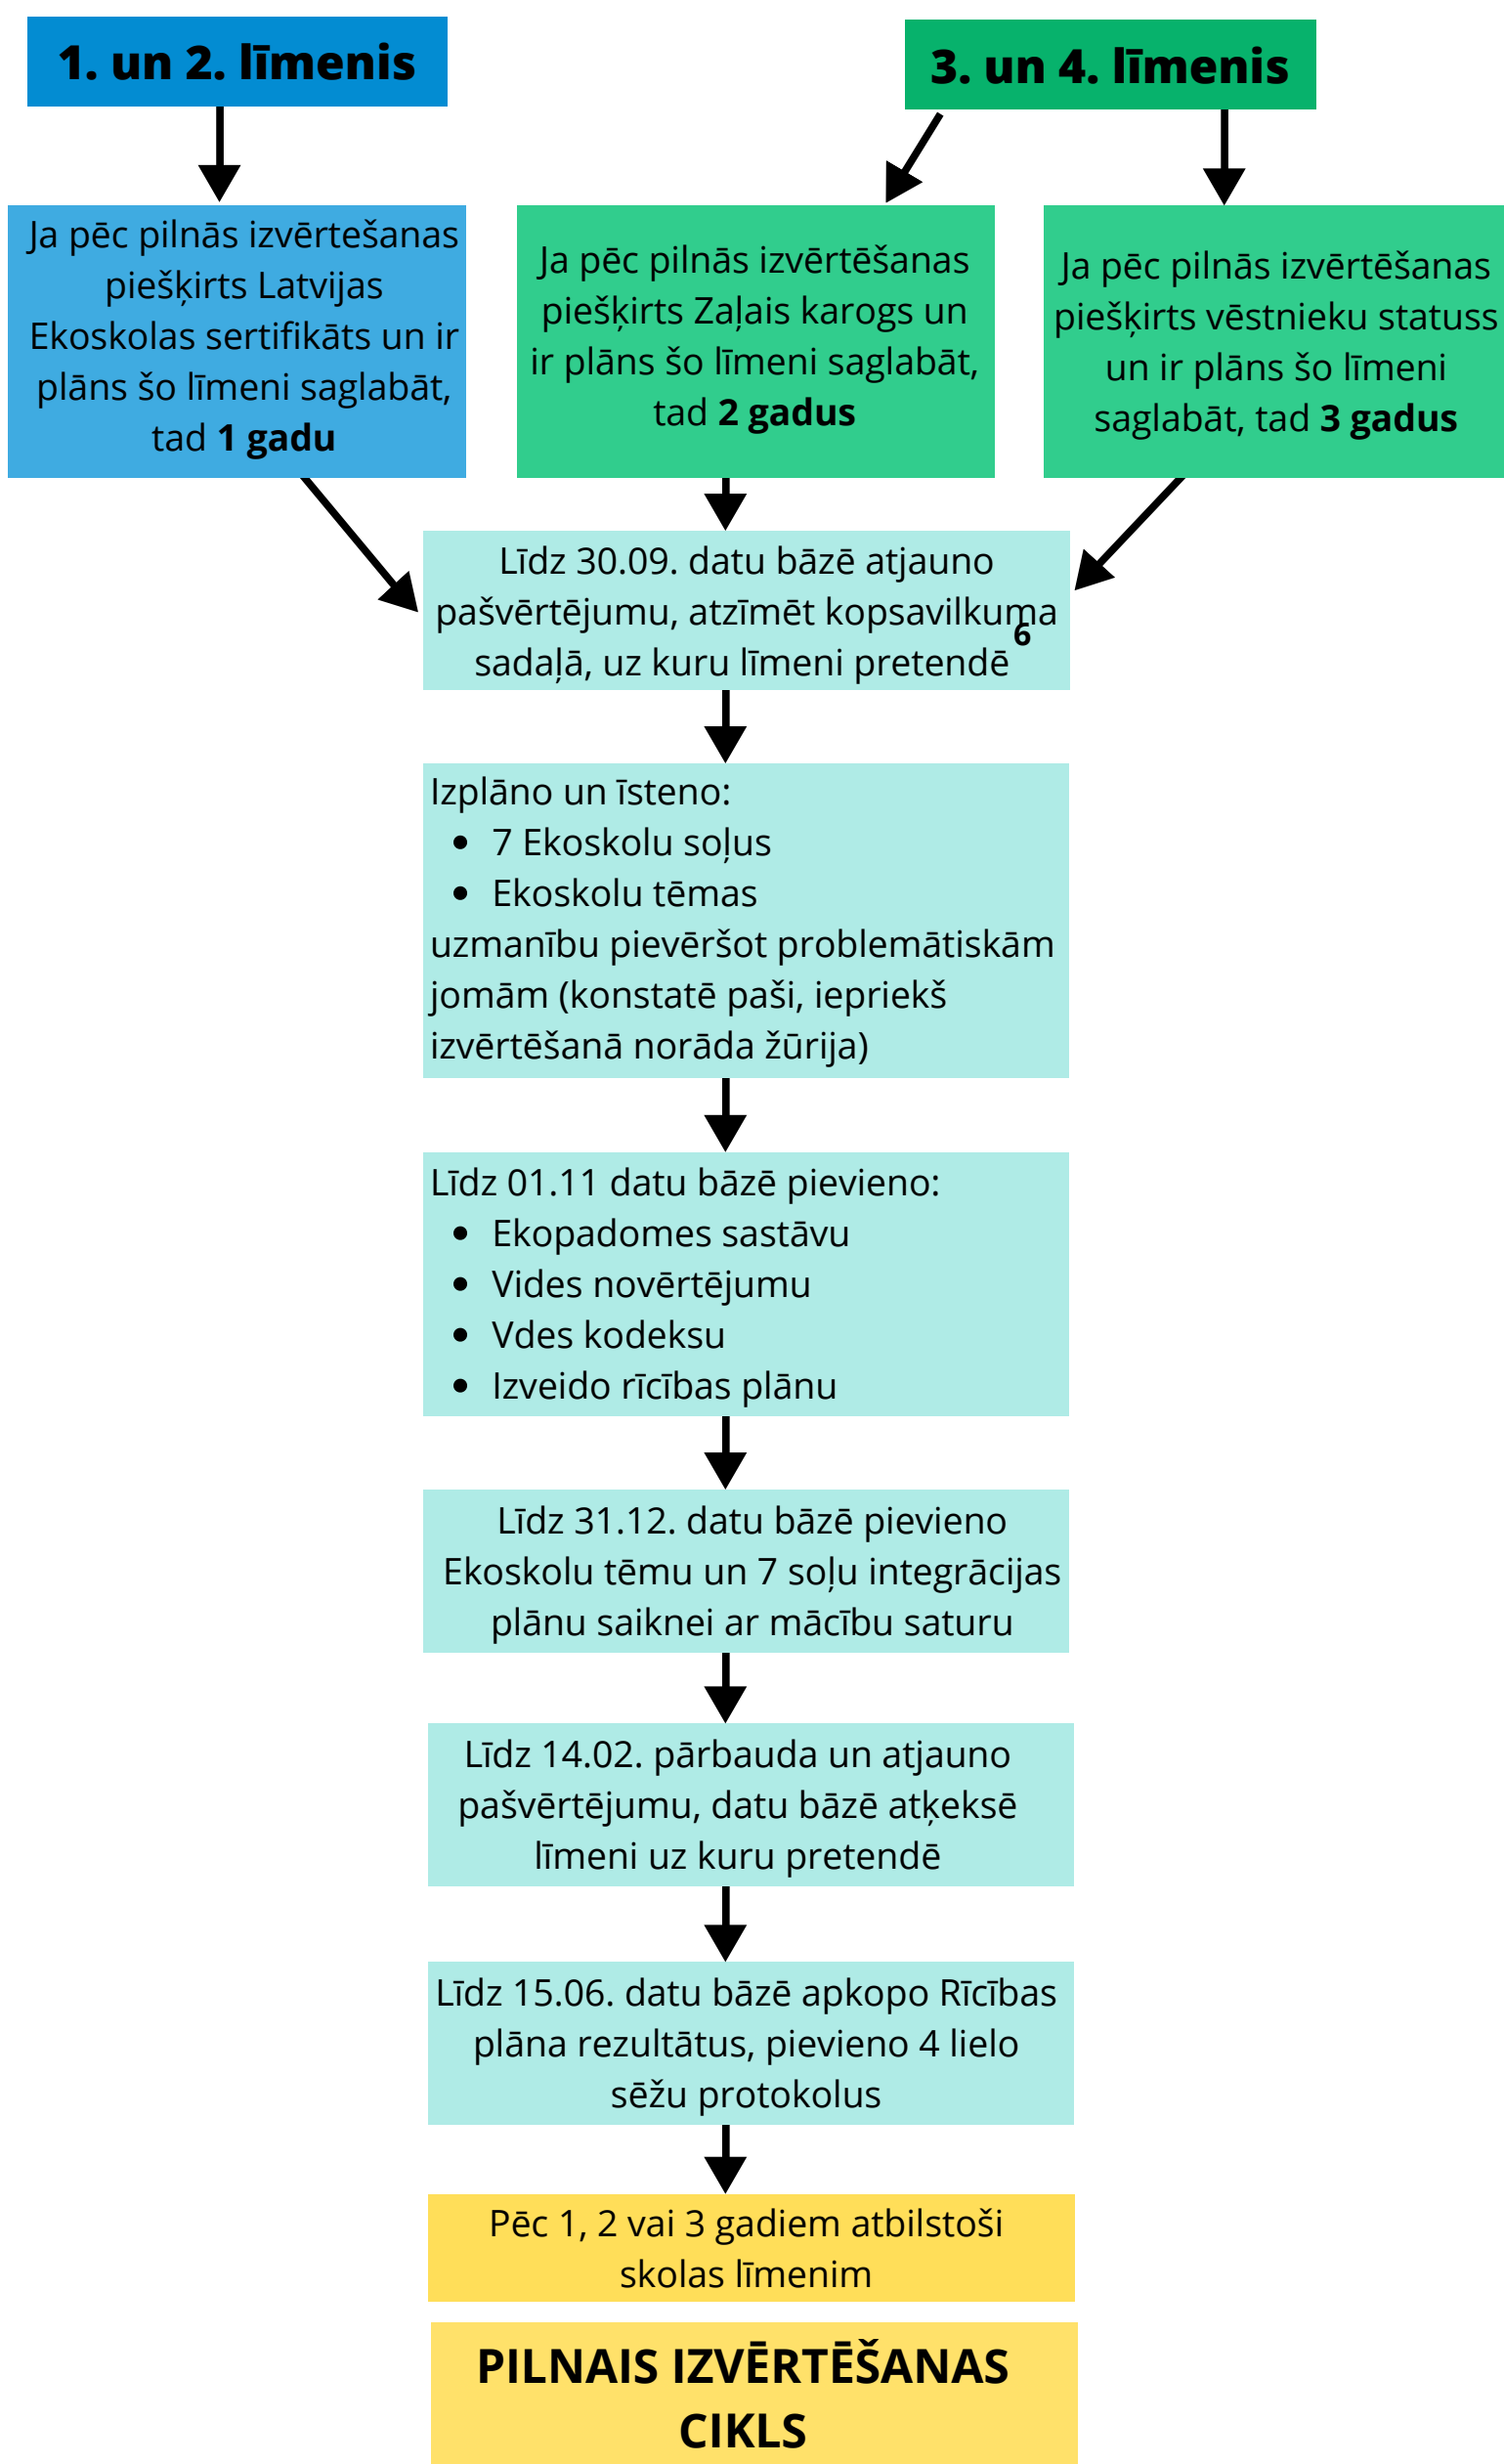 1. un 2. līmenis
3. un 4. līmenis
Ja pēc pilnās izvērtešanas
piešķirts Latvijas
Ekoskolas sertifikāts un ir
plāns šo līmeni saglabāt,
tad 1 gadu
Ja pēc pilnās izvērtēšanas
piešķirts Zaļais karogs un
ir plāns šo līmeni saglabāt,
tad 2 gadus
Ja pēc pilnās izvērtēšanas
piešķirts vēstnieku statuss
un ir plāns šo līmeni
saglabāt, tad 3 gadus
Līdz 30.09. datu bāzē atjauno
pašvērtējumu, atzīmēt kopsavilkuma
sadaļā, uz kuru līmeni pretendē 6
Izplāno un īsteno:
• 7 Ekoskolu soļus
• Ekoskolu tēmas
uzmanību pievēršot problemātiskām
jomām (konstatē paši, iepriekš
izvērtēšanā norāda žūrija)
Līdz 01.11 datu bāzē pievieno:
• Ekopadomes sastāvu
• Vides novērtējumu
• Vdes kodeksu
• Izveido rīcības plānu
Līdz 31.12. datu bāzē pievieno
Ekoskolu tēmu un 7 soļu integrācijas
plānu saiknei ar mācību saturu
Līdz 14.02. pārbauda un atjauno
pašvērtējumu, datu bāzē atķeksē
līmeni uz kuru pretendē
Līdz 15.06. datu bāzē apkopo Rīcības
plāna rezultātus, pievieno 4 lielo
sēžu protokolus
Pēc 1, 2 vai 3 gadiem atbilstoši
skolas līmenim
PILNAIS IZVĒRTĒŠANAS
CIKLS